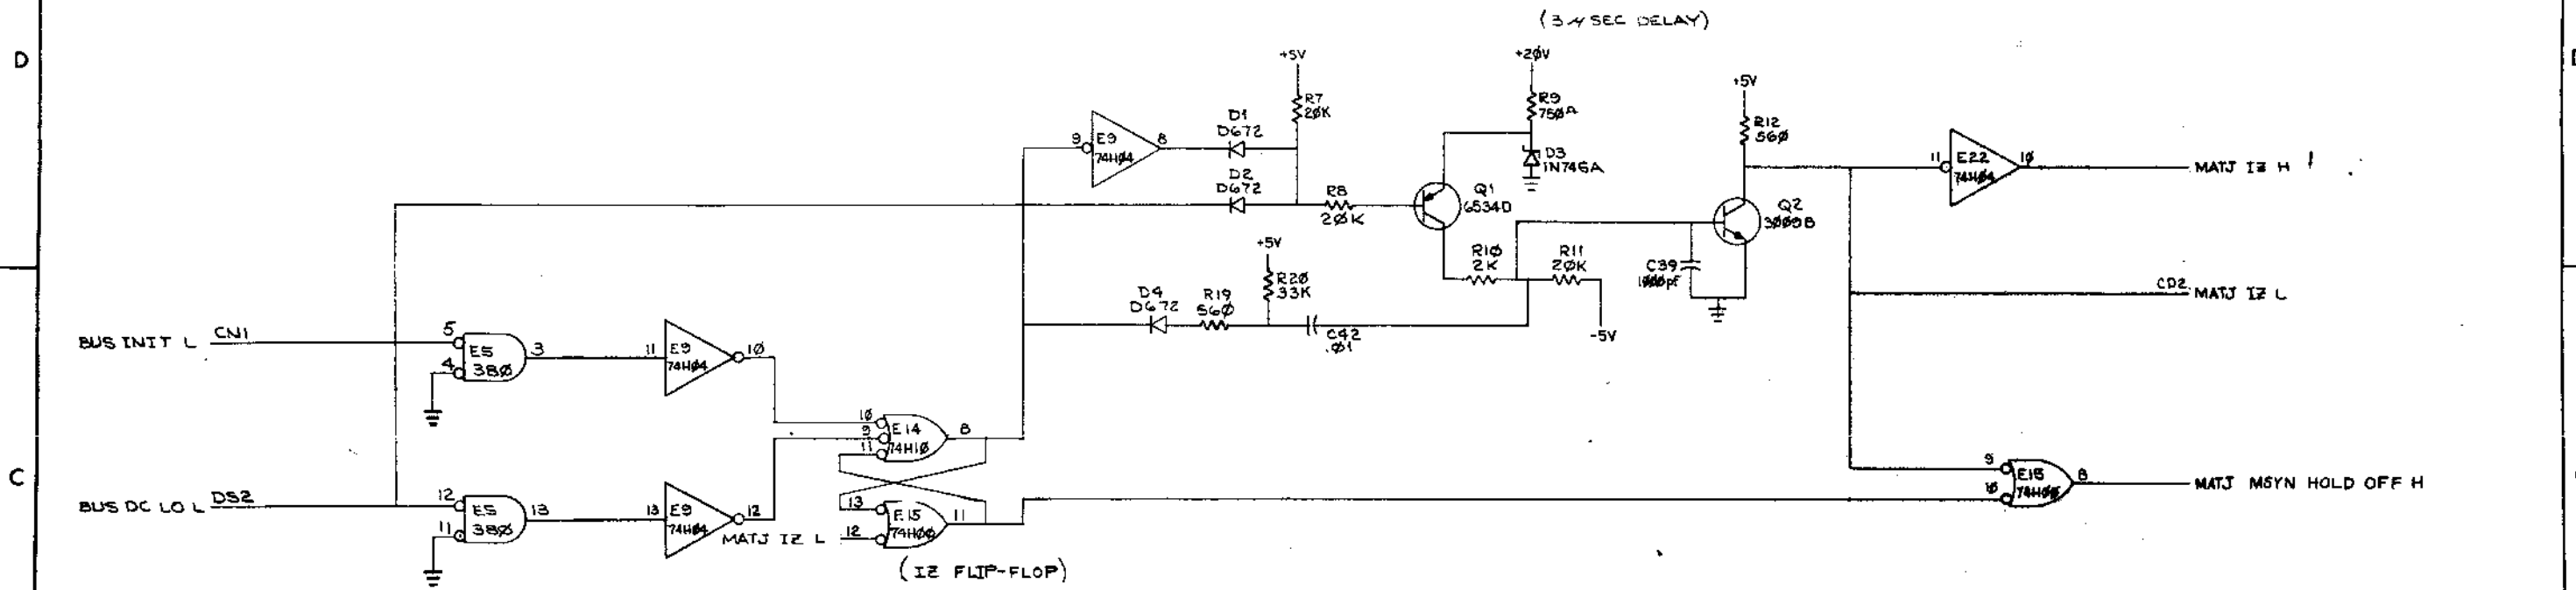 (3 μ SEC DELAY)
D
+5V
+20V
+5V
R7
20K
R9
750Ω
R12
560
D1
D672
9
E9
74H04
8
D3
1N746A
11
E22
74H04
10
MATJ IZ H
D2
D672
R8
20K
Q1
6534D
Q2
3009B
+5V
R10
2K
R11
20K
C39
1000pf
R20
33K
D4
D672
R19
560
C42
.01
-5V
CP2
MATJ IZ L
BUS INIT L
CN1
5
4
E5
380
3
11
E9
74H04
10
10
9
11
E14
74H10
8
C
BUS DC LO L
DS2
12
11
E5
380
13
13
E9
74H04
12
MATJ IZ L
13
12
E15
74H00
11
9
10
E15
74H00
8
MATJ MSYN HOLD OFF H
(IZ FLIP-FLOP)